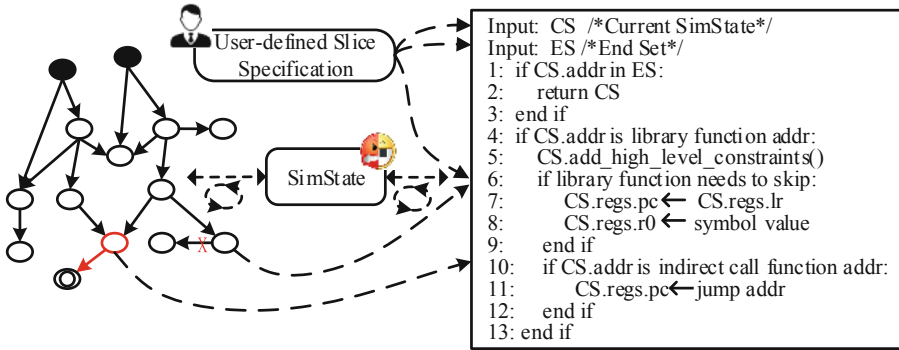 User-defined Slice
Specification
SimState
X
Input: CS /*Current SimState*/
Input: ES /*End Set*/
1: if CS.addr in ES:
2: return CS
3: end if
4: if CS.addr is library function addr:
5: CS.add_high_level_constraints()
6: if library function needs to skip:
7: CS.regs.pc← CS.regs.lr
8: CS.regs.r0 ← symbol value
9: end if
10: if CS.addr is indirect call function addr:
11: CS.regs.pc←jump addr
12: end if
13: end if